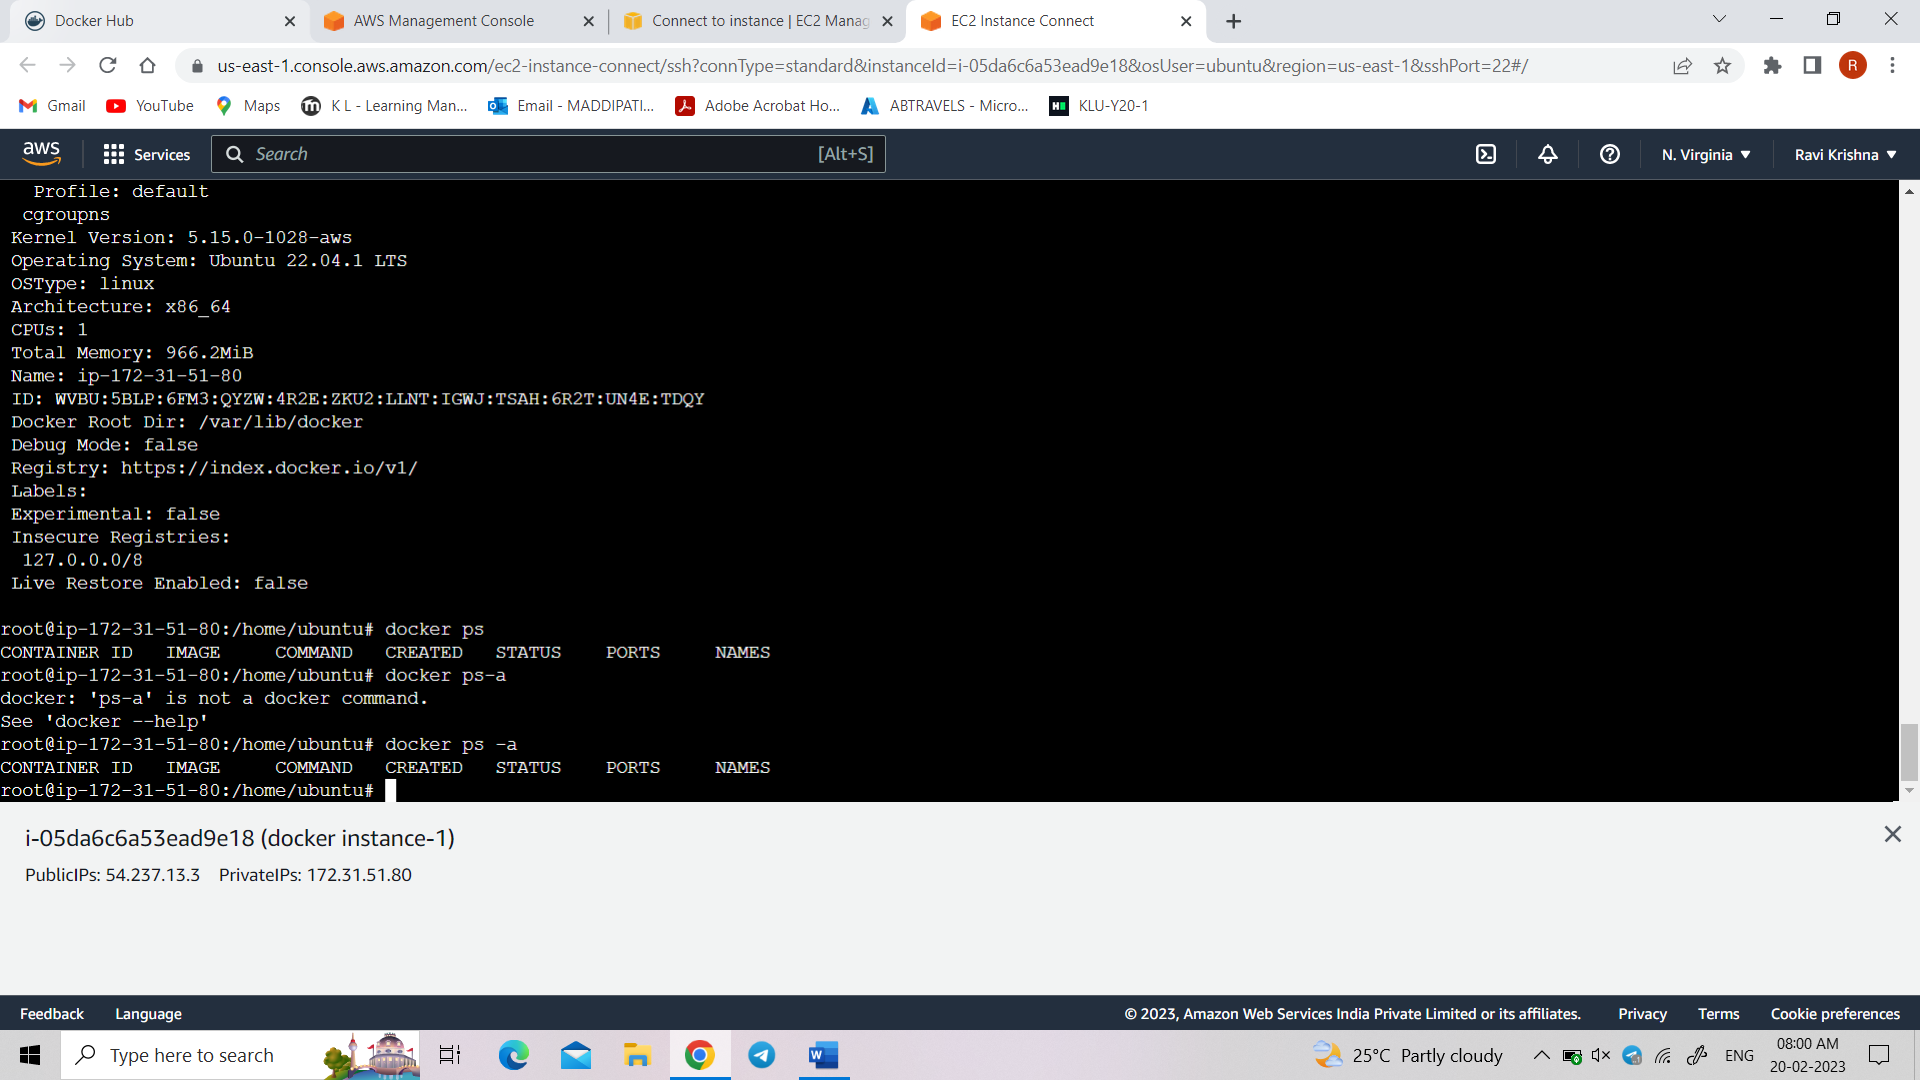 Docker Hub
AWS Management Console
Connect to instance | EC2 Manag
EC2 Instance Connect
us-east-1.console.aws.amazon.com/ec2-instance-connect/ssh?connType=standard&instanceId=i-05da6c6a53ead9e18&osUser=ubuntu&region=us-east-1&sshPort=22#/
R
Gmail
YouTube
Maps
K L - Learning Man...
Email - MADDIPATI...
Adobe Acrobat Ho...
ABTRAVELS - Micro...
KLU-Y20-1
aws
Services
Search
[Alt+S]
N. Virginia
Ravi Krishna
Profile: default
cgroupns
Kernel Version: 5.15.0-1028-aws
Operating System: Ubuntu 22.04.1 LTS
OSType: linux
Architecture: x86_64
CPUs: 1
Total Memory: 966.2MiB
Name: ip-172-31-51-80
ID: WVBU:5BLP:6FM3:QYZW:4R2E:ZKU2:LLNT:IGWJ:TSAH:6R2T:UN4E:TDQY
Docker Root Dir: /var/lib/docker
Debug Mode: false
Registry: https://index.docker.io/v1/
Labels:
Experimental: false
Insecure Registries:
127.0.0.0/8
Live Restore Enabled: false
root@ip-172-31-51-80:/home/ubuntu# docker ps
CONTAINER ID   IMAGE     COMMAND   CREATED   STATUS    PORTS     NAMES
root@ip-172-31-51-80:/home/ubuntu# docker ps-a
docker: 'ps-a' is not a docker command.
See 'docker --help'
root@ip-172-31-51-80:/home/ubuntu# docker ps -a
CONTAINER ID   IMAGE     COMMAND   CREATED   STATUS    PORTS     NAMES
root@ip-172-31-51-80:/home/ubuntu#
i-05da6c6a53ead9e18 (docker instance-1)
PublicIPs: 54.237.13.3 PrivateIPs: 172.31.51.80
Feedback
Language
© 2023, Amazon Web Services India Private Limited or its affiliates.
Privacy
Terms
Cookie preferences
Type here to search
25°C Partly cloudy
ENG
08:00 AM
20-02-2023